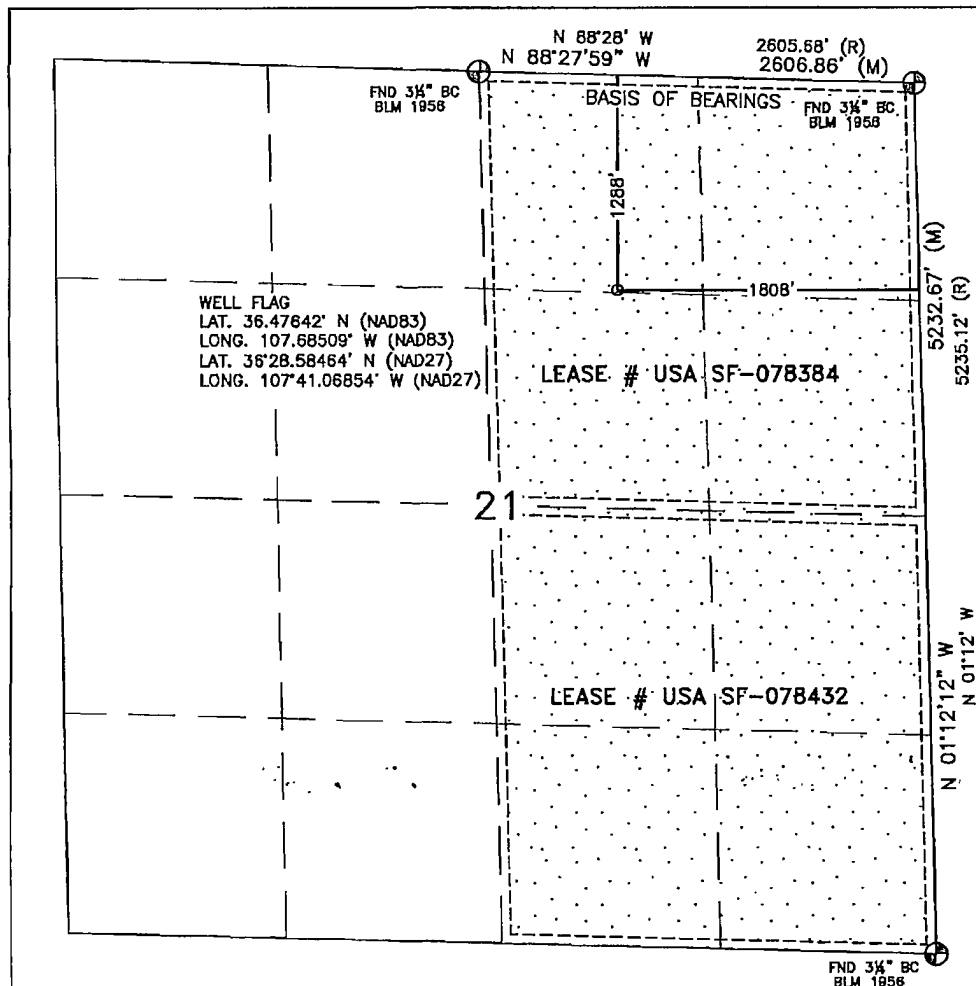 N 88°28' W
N 88°27'59" W
2605.68' (R)
2606.86' (M)
FND 3¼" BC
BLM 1956
BASIS OF BEARINGS
FND 3¼" BC
BLM 1956
1288'
1808'
5232.67' (M)
5235.12' (R)
WELL FLAG
LAT. 36.47642° N (NAD83)
LONG. 107.68509° W (NAD83)
LAT. 36°28.58464' N (NAD27)
LONG. 107°41.06854' W (NAD27)
LEASE # USA SF-078384
21
LEASE # USA SF-078432
N 01°12'12" W
N 01°12' W
FND 3¼" BC
BLM 1956